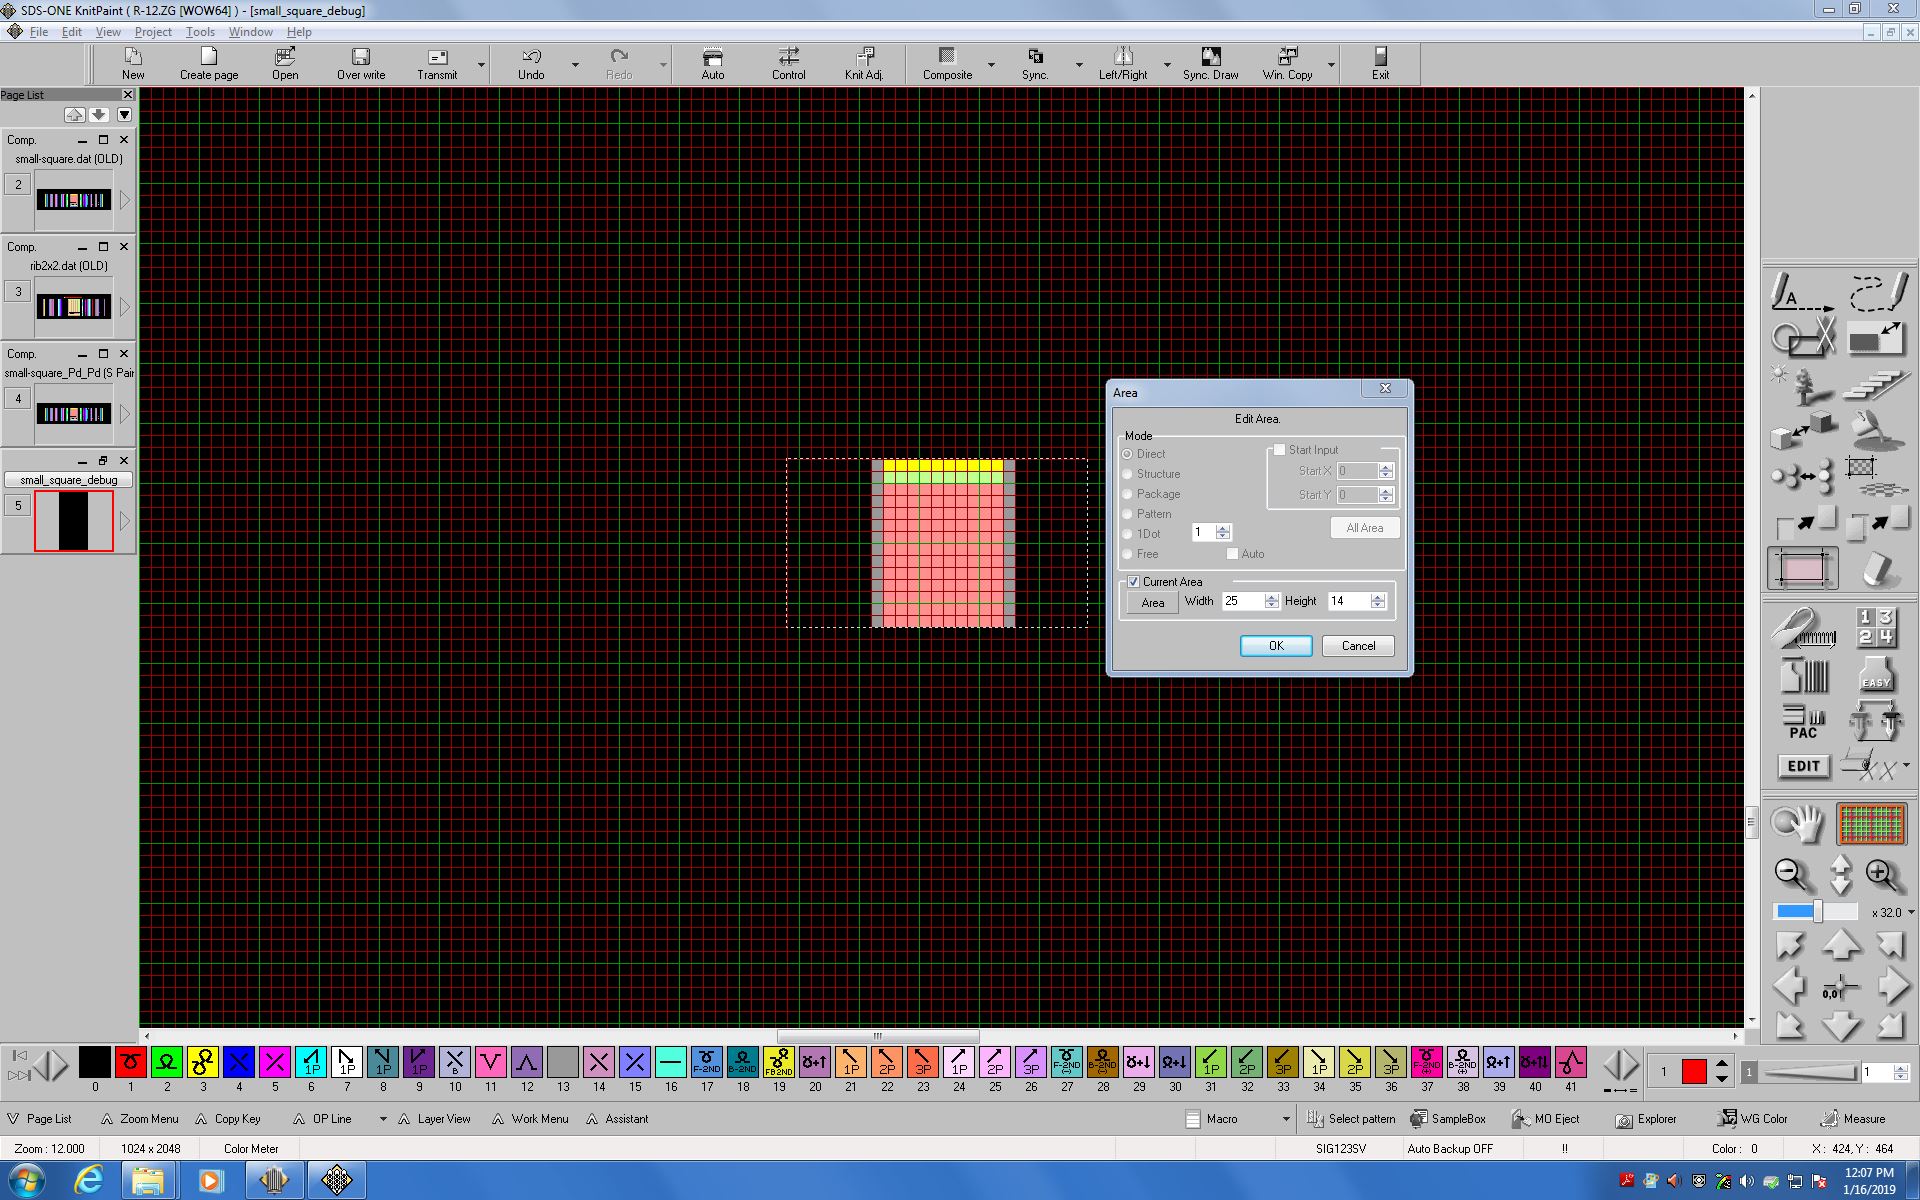 SDS-ONE KnitPaint ( R-12.ZG [WOW64] ) - [small_square_debug]
File Edit View Project Tools Window Help
New Create page Open Over write Transmit Undo Redo Auto Control Knit Adj. Composite Sync. Left/Right Sync. Draw Win. Copy Exit
Page List
Comp.
small-square.dat (OLD)
2
Comp.
rib2x2.dat (OLD)
3
Comp.
small-square_Pd_Pd (S Pair
4
small_square_debug
5
Area
Edit Area.
Mode
Direct
Structure
Package
Pattern
1Dot 1
Free Auto
Start Input
Start X 0
Start Y 0
All Area
Current Area
Area Width 25 Height 14
OK Cancel
A
1 3
2 4
EASY
PAC
EDIT
x 32.0
0,0
1P 1P 1P 1P B F-2ND B-2ND FB2ND 1P 2P 3P 1P 2P 3P F-2ND (-) B-2ND (-) 1P 2P 3P 1P 2P 3P F-2ND (+) B-2ND (+)
0 1 2 3 4 5 6 7 8 9 10 11 12 13 14 15 16 17 18 19 20 21 22 23 24 25 26 27 28 29 30 31 32 33 34 35 36 37 38 39 40 41
1 1 1
Page List Zoom Menu Copy Key OP Line Layer View Work Menu Assistant Macro Select pattern SampleBox MO Eject Explorer WG Color Measure
Zoom : 12.000 1024 x 2048 Color Meter SIG123SV Auto Backup OFF !! Color : 0 X : 424, Y : 464
12:07 PM
1/16/2019